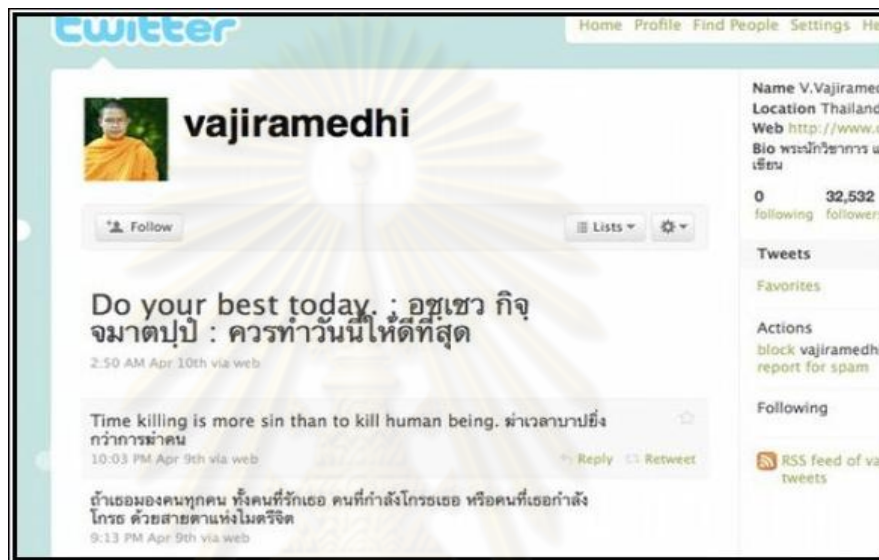 twitter
Home Profile Find People Settings
vajiramedhi
Follow
Lists
Do your best today. : อชฺเชว กิจฺ
จมาตปฺปํ : ควรทำวันนี้ให้ดีที่สุด
2:50 AM Apr 10th via web
Time killing is more sin than to kill human being. ฆ่าเวลาบาปยิ่ง
กว่าการฆ่าคน
10:03 PM Apr 9th via web
Reply Retweet
ถ้าเธอมองคนทุกคน ทั้งคนที่รักเธอ คนที่กำลังโกรธเธอ หรือคนที่เธอกำลัง
โกรธ ด้วยสายตาแห่งไมตรีจิต
9:13 PM Apr 9th via web
Name V.Vajiramed
Location Thailand
Web http://www.
Bio พระนักวิชาการ แ
เขียน
0 32,532
following followers
Tweets
Favorites
Actions
block vajiramedhi
report for spam
Following
RSS feed of va
tweets